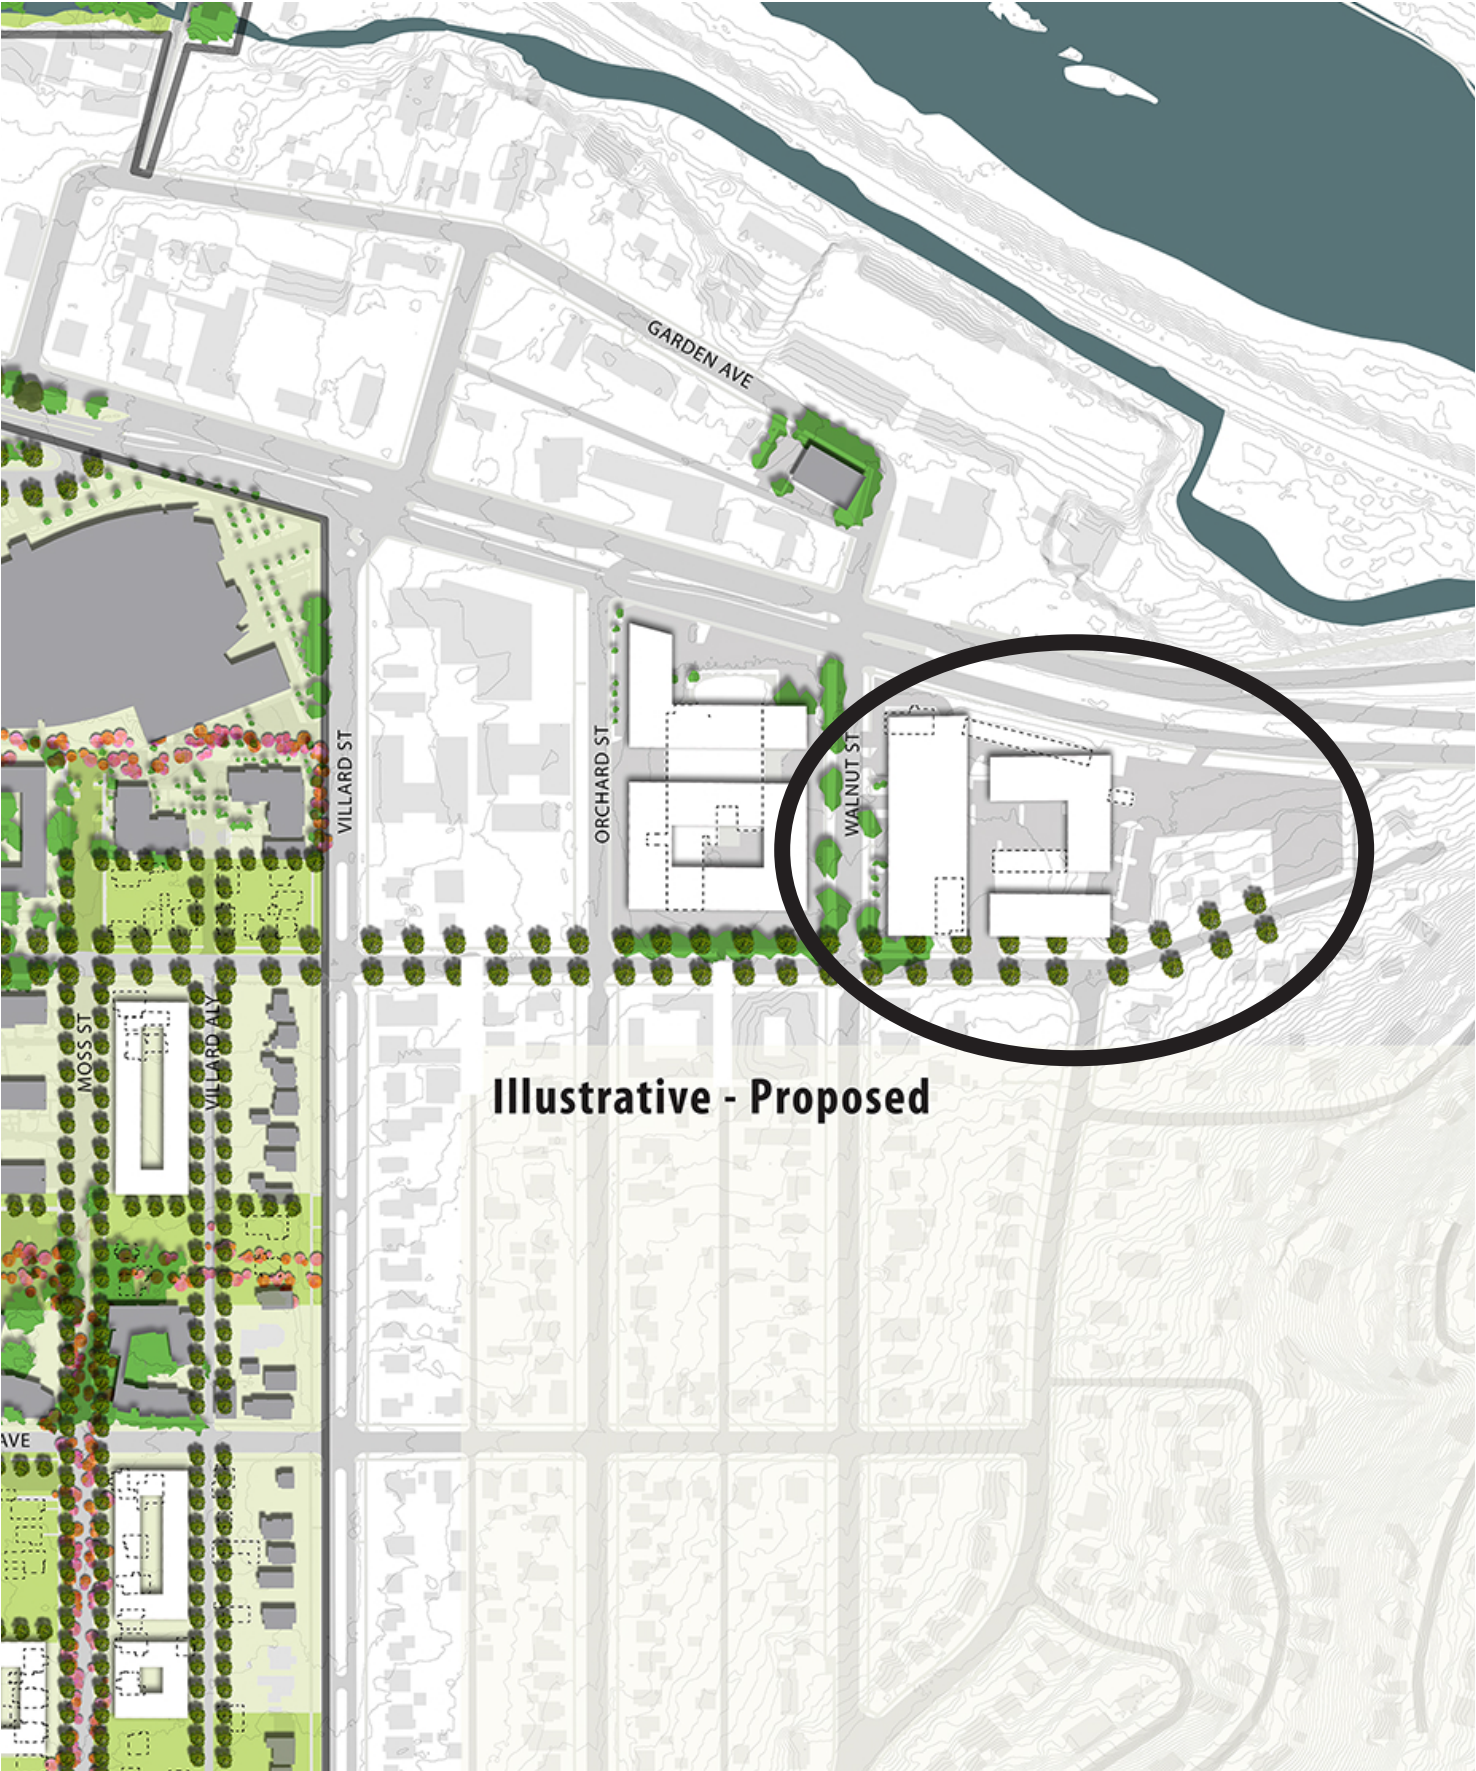 GARDEN AVE
VILLARD ST
ORCHARD ST
WALNUT ST
MOSS ST
VILLARD ALY
Illustrative - Proposed
AVE